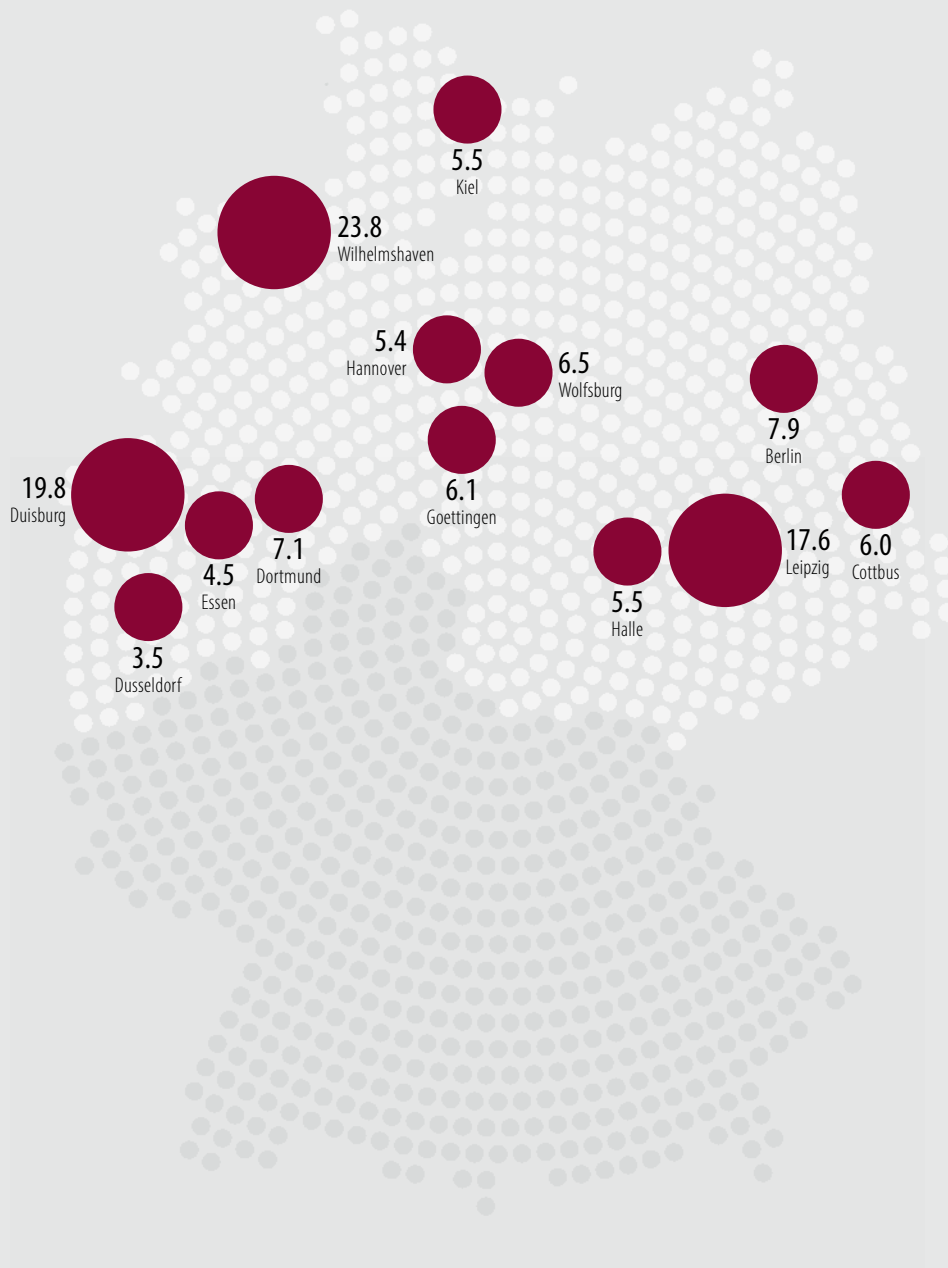 5.5
Kiel
23.8
Wilhelmshaven
5.4
Hannover
6.5
Wolfsburg
7.9
Berlin
6.1
Goettingen
19.8
Duisburg
4.5
Essen
7.1
Dortmund
3.5
Dusseldorf
5.5
Halle
17.6
Leipzig
6.0
Cottbus